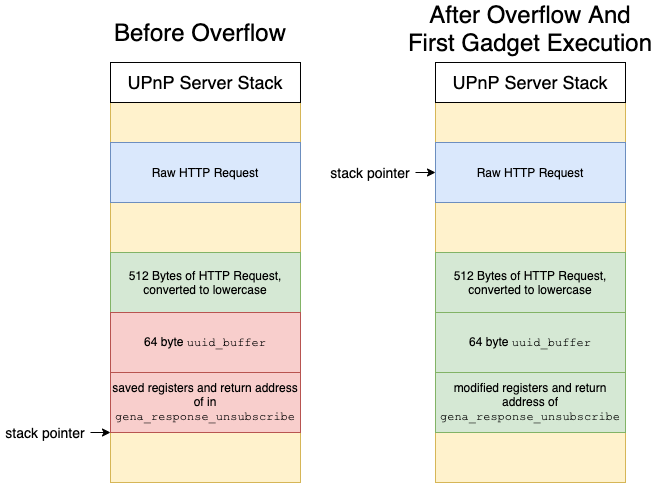 Before Overflow
UPnP Server Stack
Raw HTTP Request
512 Bytes of HTTP Request,
converted to lowercase
64 byte uuid_buffer
saved registers and return address
of in
gena_response_unsubscribe
stack pointer
After Overflow And
First Gadget Execution
UPnP Server Stack
stack pointer
Raw HTTP Request
512 Bytes of HTTP Request,
converted to lowercase
64 byte uuid_buffer
modified registers and return
address of
gena_response_unsubscribe